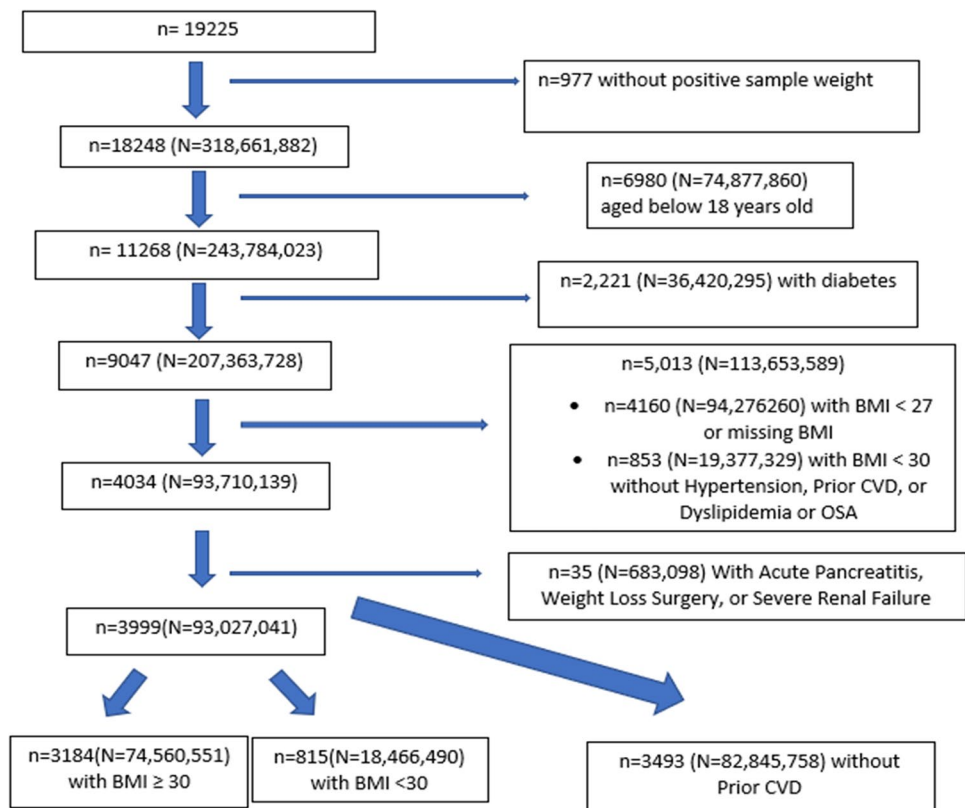 n= 19225
n=977 without positive sample weight
n=18248 (N=318,661,882)
n=6980 (N=74,877,860)
aged below 18 years old
n= 11268 (N=243,784,023)
n=2,221 (N=36,420,295) with diabetes
n=9047 (N=207,363,728)
n=5,013 (N=113,653,589)
• n=4160 (N=94,276260) with BMI < 27
or missing BMI
• n=853 (N=19,377,329) with BMI < 30
without Hypertension, Prior CVD, or
Dyslipidemia or OSA
n=4034 (N=93,710,139)
n=35 (N=683,098) With Acute Pancreatitis,
Weight Loss Surgery, or Severe Renal Failure
n=3999(N=93,027,041)
n=3184(N=74,560,551)
with BMI ≥ 30
n=815(N=18,466,490)
with BMI <30
n=3493 (N=82,845,758) without
Prior CVD